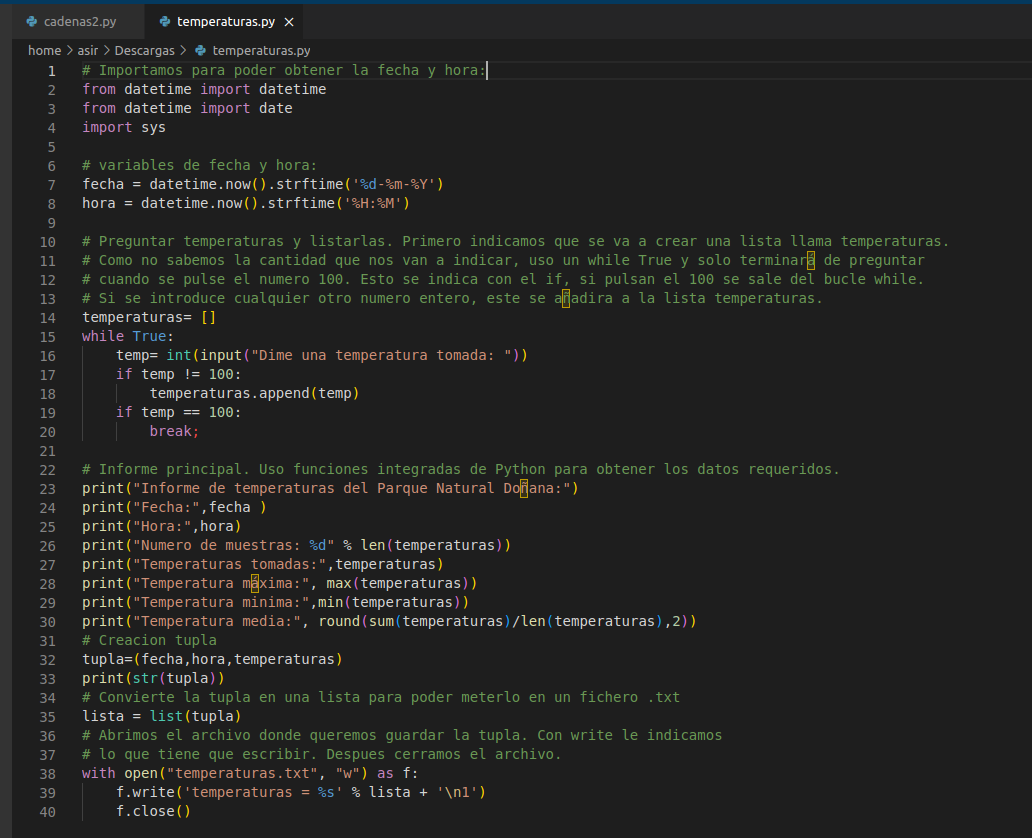 cadenas2.py temperaturas.py ×
home > asir > Descargas > temperaturas.py
1 # Importamos para poder obtener la fecha y hora:
2 from datetime import datetime
3 from datetime import date
4 import sys
5
6 # variables de fecha y hora:
7 fecha = datetime.now().strftime('%d-%m-%Y')
8 hora = datetime.now().strftime('%H:%M')
9
10 # Preguntar temperaturas y listarlas. Primero indicamos que se va a crear una lista llama temperaturas.
11 # Como no sabemos la cantidad que nos van a indicar, uso un while True y solo terminará de preguntar
12 # cuando se pulse el numero 100. Esto se indica con el if, si pulsan el 100 se sale del bucle while.
13 # Si se introduce cualquier otro numero entero, este se añadira a la lista temperaturas.
14 temperaturas= []
15 while True:
16     temp= int(input("Dime una temperatura tomada: "))
17     if temp != 100:
18         temperaturas.append(temp)
19     if temp == 100:
20         break;
21
22 # Informe principal. Uso funciones integradas de Python para obtener los datos requeridos.
23 print("Informe de temperaturas del Parque Natural Doñana:")
24 print("Fecha:",fecha )
25 print("Hora:",hora)
26 print("Numero de muestras: %d" % len(temperaturas))
27 print("Temperaturas tomadas:",temperaturas)
28 print("Temperatura máxima:", max(temperaturas))
29 print("Temperatura minima:",min(temperaturas))
30 print("Temperatura media:", round(sum(temperaturas)/len(temperaturas),2))
31 # Creacion tupla
32 tupla=(fecha,hora,temperaturas)
33 print(str(tupla))
34 # Convierte la tupla en una lista para poder meterlo en un fichero .txt
35 lista = list(tupla)
36 # Abrimos el archivo donde queremos guardar la tupla. Con write le indicamos
37 # lo que tiene que escribir. Despues cerramos el archivo.
38 with open("temperaturas.txt", "w") as f:
39     f.write('temperaturas = %s' % lista + '\n1')
40     f.close()